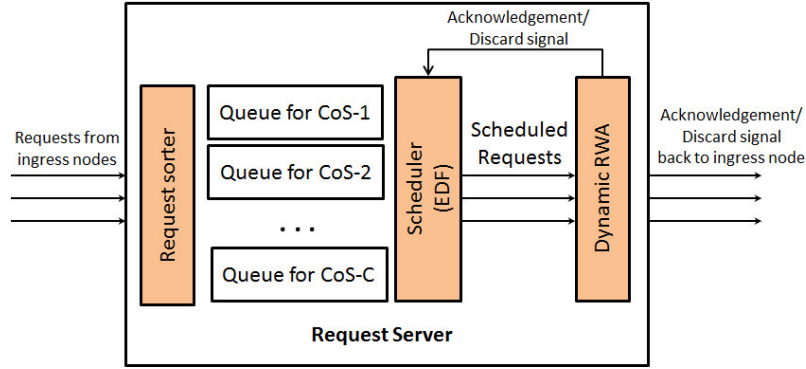 Acknowledgement/
Discard signal
Requests from
ingress nodes
Request sorter
Queue for CoS-1
Queue for CoS-2
...
Queue for CoS-C
Scheduler
(EDF)
Scheduled
Requests
Dynamic RWA
Acknowledgement/
Discard signal
back to ingress node
Request Server